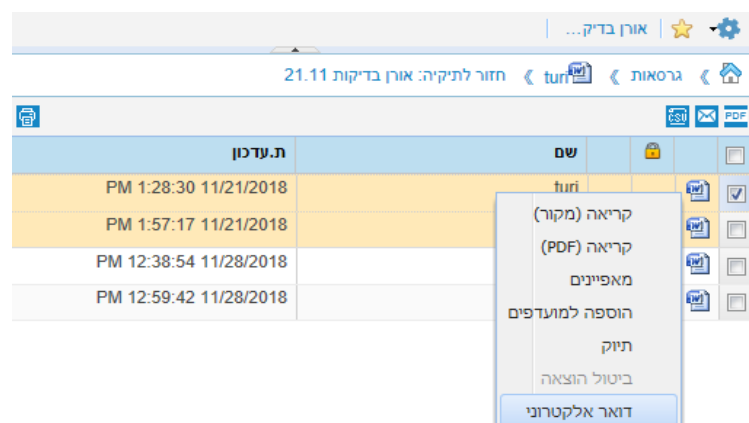 אורן בדיק...
גרסאות 》 turi 》 חזור לתיקיה: אורן בדיקות 21.11
PDF CSV
שם ת.עדכון
turi PM 1:28:30 11/21/2018
PM 1:57:17 11/21/2018
PM 12:38:54 11/28/2018
PM 12:59:42 11/28/2018
קריאה (מקור)
קריאה (PDF)
מאפיינים
הוספה למועדפים
תיוק
ביטול הוצאה
דואר אלקטרוני